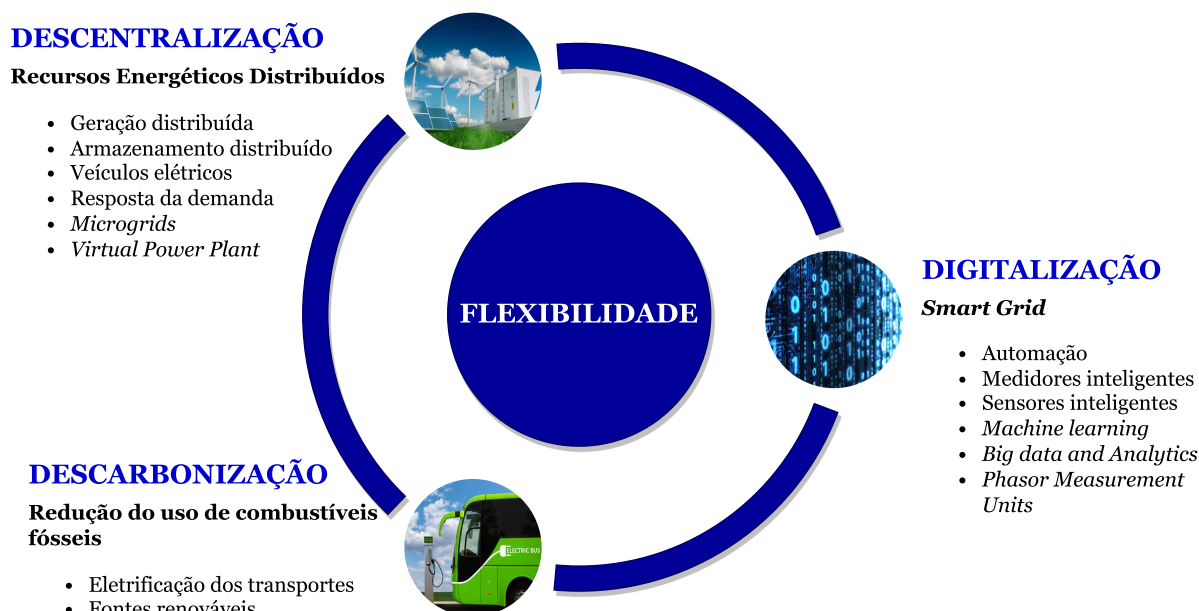 DESCENTRALIZAÇÃO
Recursos Energéticos Distribuídos
• Geração distribuída
• Armazenamento distribuído
• Veículos elétricos
• Resposta da demanda
• Microgrids
• Virtual Power Plant
FLEXIBILIDADE
DIGITALIZAÇÃO
Smart Grid
• Automação
• Medidores inteligentes
• Sensores inteligentes
• Machine learning
• Big data and Analytics
• Phasor Measurement
Units
DESCARBONIZAÇÃO
Redução do uso de combustíveis
fósseis
• Eletrificação dos transportes
• Fontes renováveis
ELECTRIC BUS